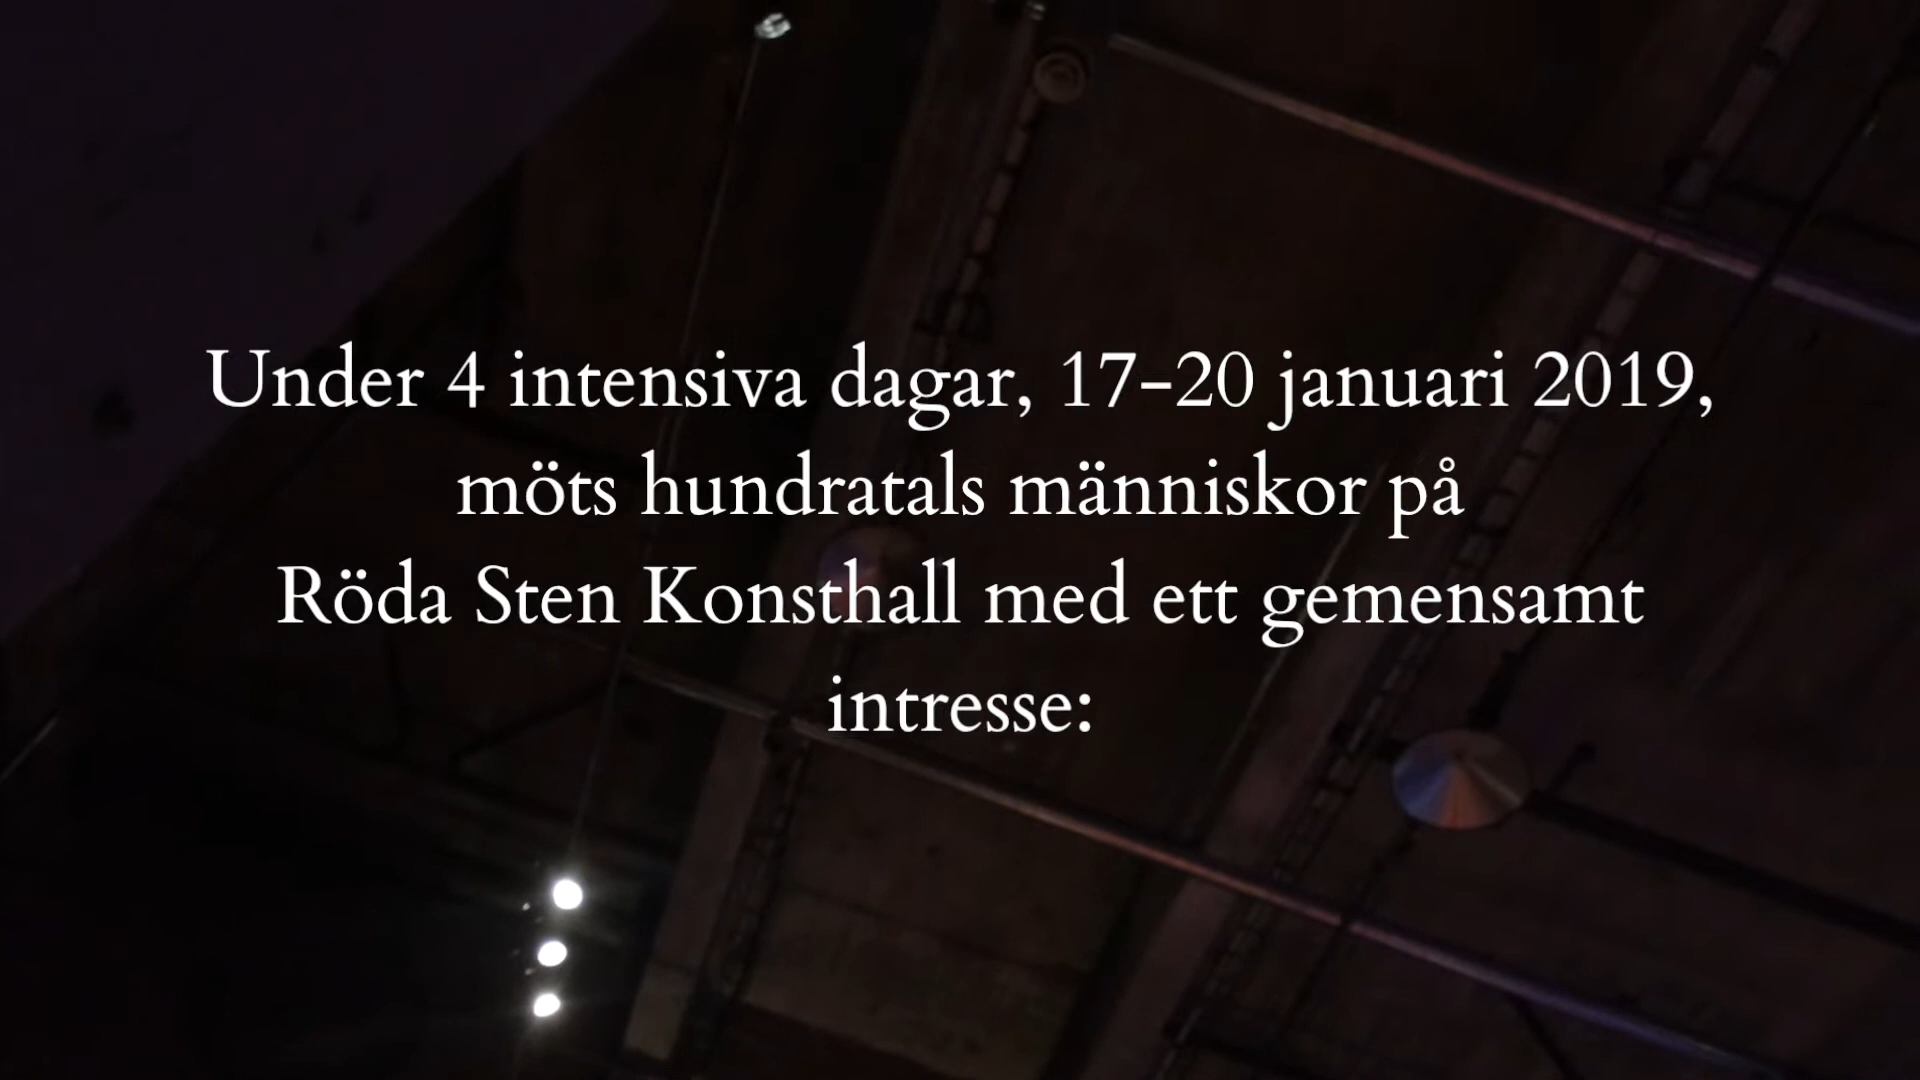 Under 4 intensiva dagar, 17-20 januari 2019,
möts hundratals människor på
Röda Sten Konsthall med ett gemensamt
intresse: